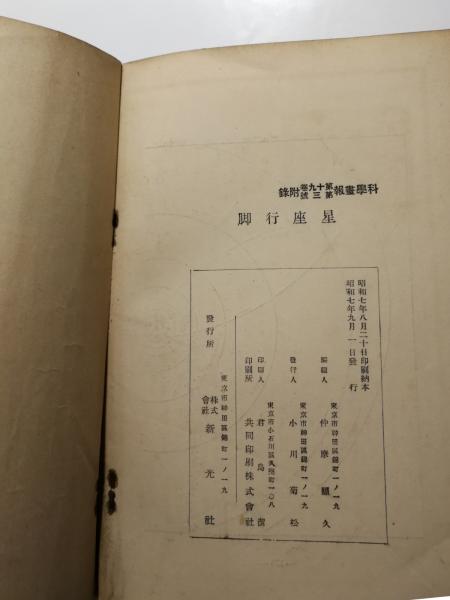 科學畫報第十九卷第三號附錄
星座行脚
昭和七年八月二十日印刷納本
昭和七年九月一日發行
編輯人 東京市神田區錦町一ノ一九 仲摩照久
發行人 東京市神田區錦町一ノ一九 小川菊松
印刷人 東京市小石川區久堅町一〇八 君島潔
印刷所 共同印刷株式會社
發行所 東京市神田區錦町一ノ一九 株式會社新光社